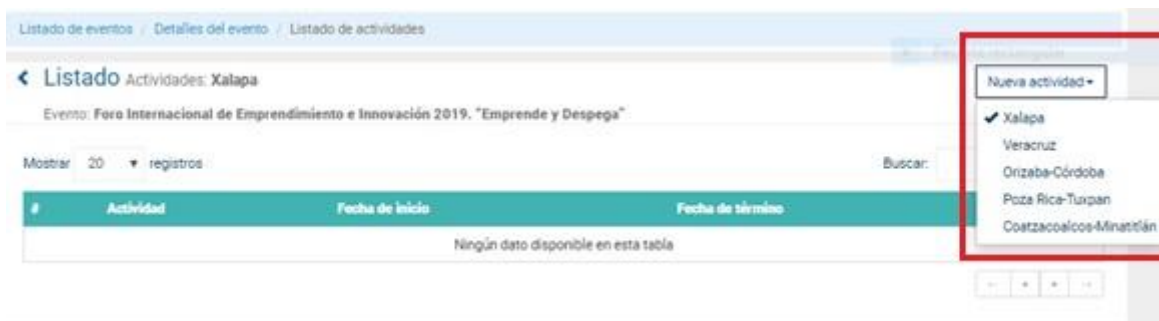 Listado de eventos / Detalles del evento / Listado de actividades
Listado Actividades: Xalapa
Nueva actividad
Evento: Foro Internacional de Emprendimiento e Innovación 2019. "Emprende y Despega"
Xalapa
Veracruz
Orizaba-Córdoba
Poza Rica-Tuxpan
Coatzacoalcos-Minatitlán
Mostrar 20 registros
Buscar:
# Actividad Fecha de inicio Fecha de término
Ningún dato disponible en esta tabla